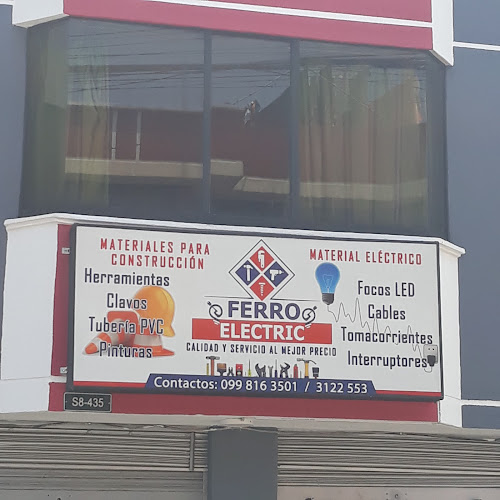 MATERIALES PARA
CONSTRUCCIÓN
Herramientas
Clavos
Tubería PVC
Pinturas
FERRO
ELECTRIC
CALIDAD Y SERVICIO AL MEJOR PRECIO
MATERIAL ELÉCTRICO
Focos LED
Cables
Tomacorrientes
Interruptores
Contactos: 099 816 3501 / 3122 553
S8-435